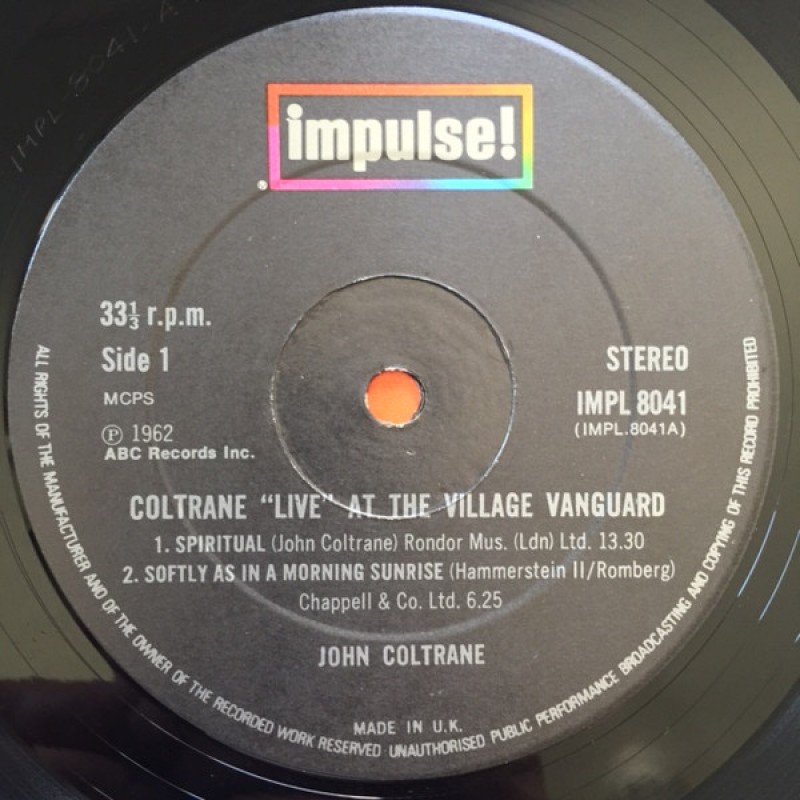 IMPL 8041 A
impulse!
®
33⅓ r.p.m.
Side 1
MCPS
Ⓟ 1962
ABC Records Inc.
STEREO
IMPL 8041
(IMPL.8041A)
COLTRANE “LIVE” AT THE VILLAGE VANGUARD
1. SPIRITUAL (John Coltrane) Rondor Mus. (Ldn) Ltd. 13.30
2. SOFTLY AS IN A MORNING SUNRISE (Hammerstein II/Romberg)
Chappell & Co. Ltd. 6.25
JOHN COLTRANE
MADE IN U.K.
ALL RIGHTS OF THE MANUFACTURER AND OF THE OWNER OF THE RECORDED WORK RESERVED UNAUTHORISED PUBLIC PERFORMANCE BROADCASTING AND COPYING OF THIS RECORD PROHIBITED